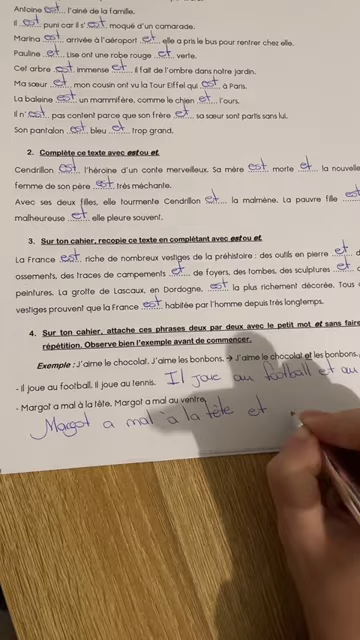 Antoine est l'aîné de la famille.
Il est puni car il s' est moqué d'un camarade.
Marina est arrivée à l'aéroport et elle a pris le bus pour rentrer chez elle.
Pauline et Lise ont une robe rouge et verte.
Cet arbre est immense et il fait de l'ombre dans notre jardin.
Ma sœur et mon cousin ont vu la Tour Eiffel qui est à Paris.
La baleine est un mammifère, comme le chien et l'ours.
Il n' est pas content parce que son frère et sa sœur sont partis sans lui.
Son pantalon est bleu et trop grand.
2. Complète ce texte avec est ou et.
Cendrillon est l'héroïne d'un conte merveilleux. Sa mère est morte et la nouvelle
femme de son père est très méchante.
Avec ses deux filles, elle tourmente Cendrillon et la malmène. La pauvre fille est
malheureuse et elle pleure souvent.
3. Sur ton cahier, recopie ce texte en complétant avec est ou et.
La France est riche de nombreux vestiges de la préhistoire : des outils en pierre et d
ossements, des traces de campements et de foyers, des tombes, des sculptures et
peintures. La grotte de Lascaux, en Dordogne, est la plus richement décorée. Tous
vestiges prouvent que la France est habitée par l'homme depuis très longtemps.
4. Sur ton cahier, attache ces phrases deux par deux avec le petit mot et sans faire
répétition. Observe bien l'exemple avant de commencer.
Exemple : J'aime le chocolat. J'aime les bonbons. → J'aime le chocolat et les bonbons.
- Il joue au football. Il joue au tennis. Il joue au football et au
- Margot a mal à la tête. Margot a mal au ventre.
Margot a mal à la tête et